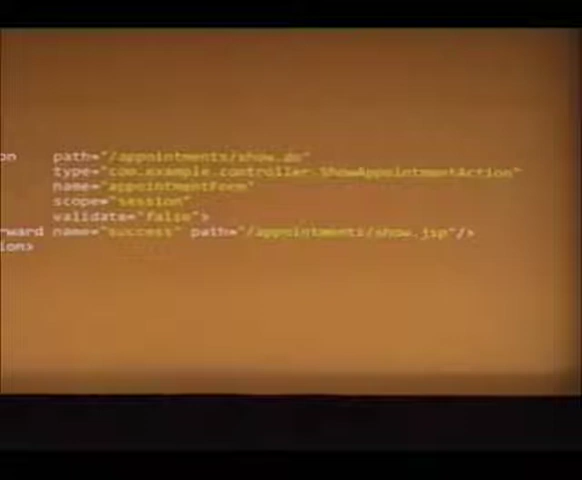 on path="/appointments/show.do"
type="com.example.controller.ShowAppointmentAction"
name="appointmentForm"
scope="session"
validate="false">
rward name="success" path="/appointments/show.jsp"/>
ion>